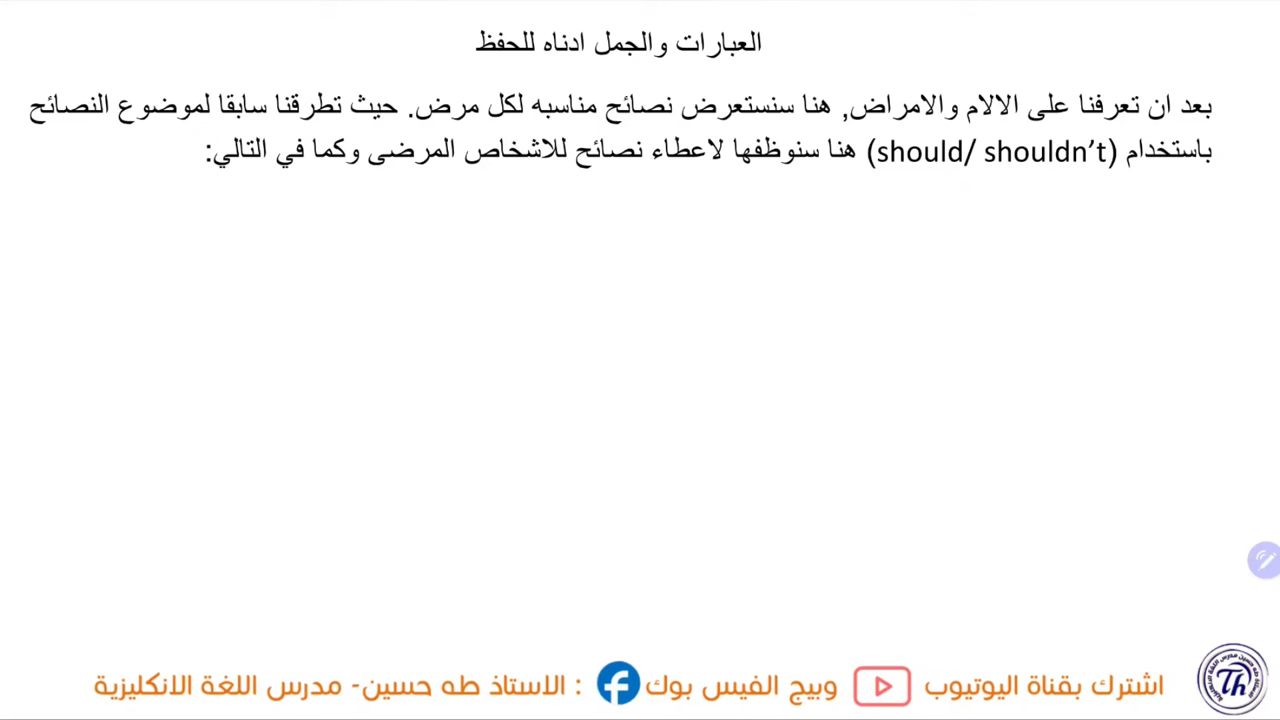 العبارات والجمل ادناه للحفظ
بعد ان تعرفنا على الالام والامراض, هنا سنستعرض نصائح مناسبه لكل مرض. حيث تطرقنا سابقا لموضوع النصائح
باستخدام (should/ shouldn’t) هنا سنوظفها لاعطاء نصائح للاشخاص المرضى وكما في التالي:
اشترك بقناة اليوتيوب وبيج الفيس بوك : الاستاذ طه حسين- مدرس اللغة الانكليزية
Th